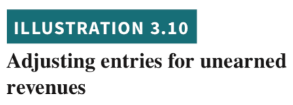 ILLUSTRATION 3.10
Adjusting entries for unearned
revenues